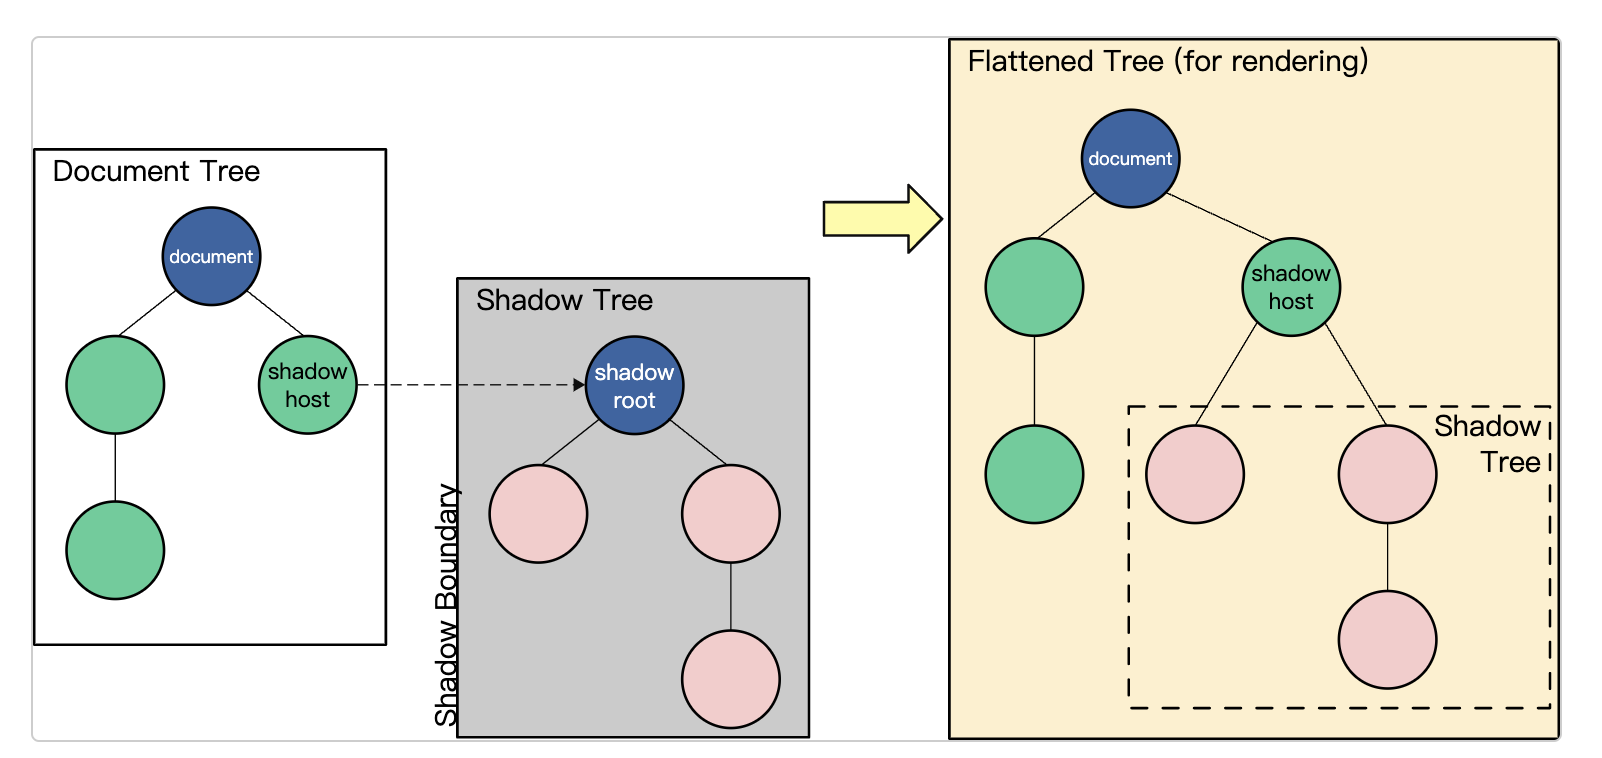 Document Tree
document
shadow
host
Shadow Boundary
Shadow Tree
shadow
root
Flattened Tree (for rendering)
document
shadow
host
Shadow
Tree